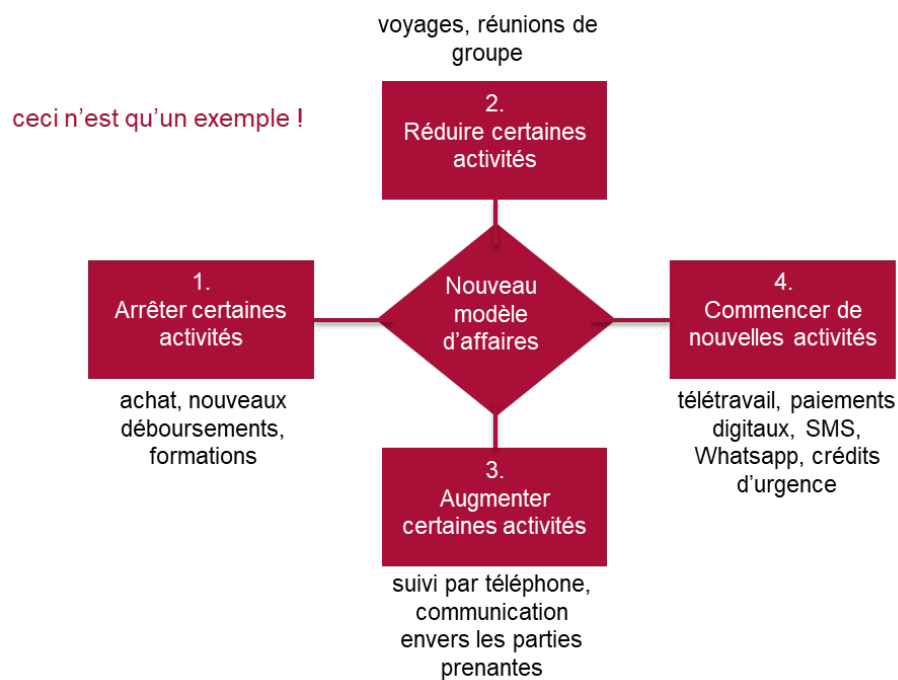 voyages, réunions de
groupe
ceci n'est qu'un exemple !
2.
Réduire certaines
activités
1.
Arrêter certaines
activités
achat, nouveaux
déboursements,
formations
Nouveau
modèle
d'affaires
4.
Commencer de
nouvelles activités
télétravail, paiements
digitaux, SMS,
Whatsapp, crédits
d'urgence
3.
Augmenter
certaines activités
suivi par téléphone,
communication
envers les parties
prenantes